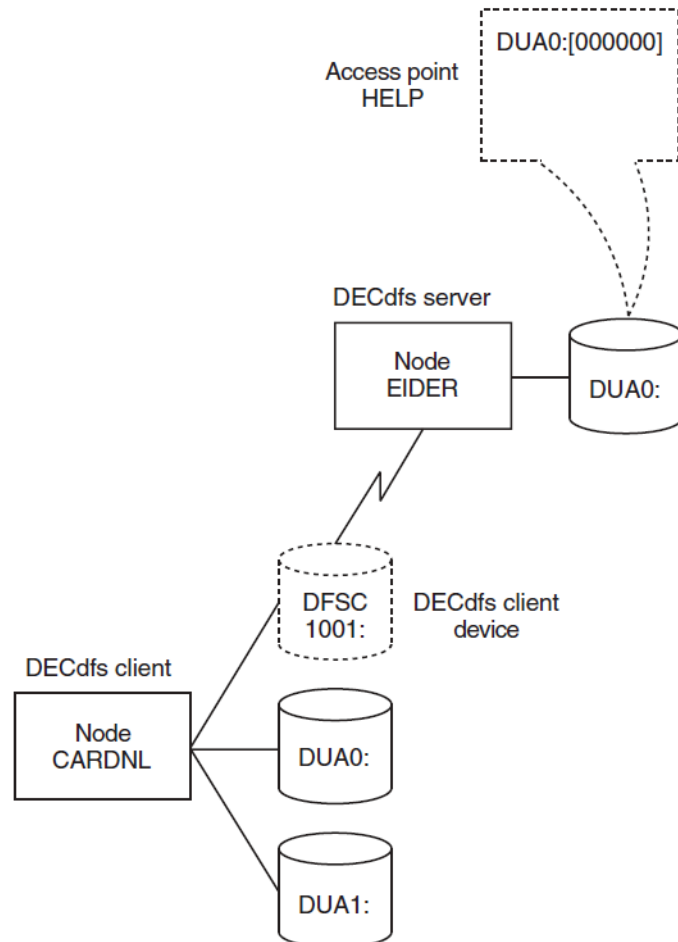 DUA0:[000000]
Access point
HELP
DECdfs server
Node
EIDER
DUA0:
DFSC
1001:
DECdfs client
device
DECdfs client
Node
CARDNL
DUA0:
DUA1: